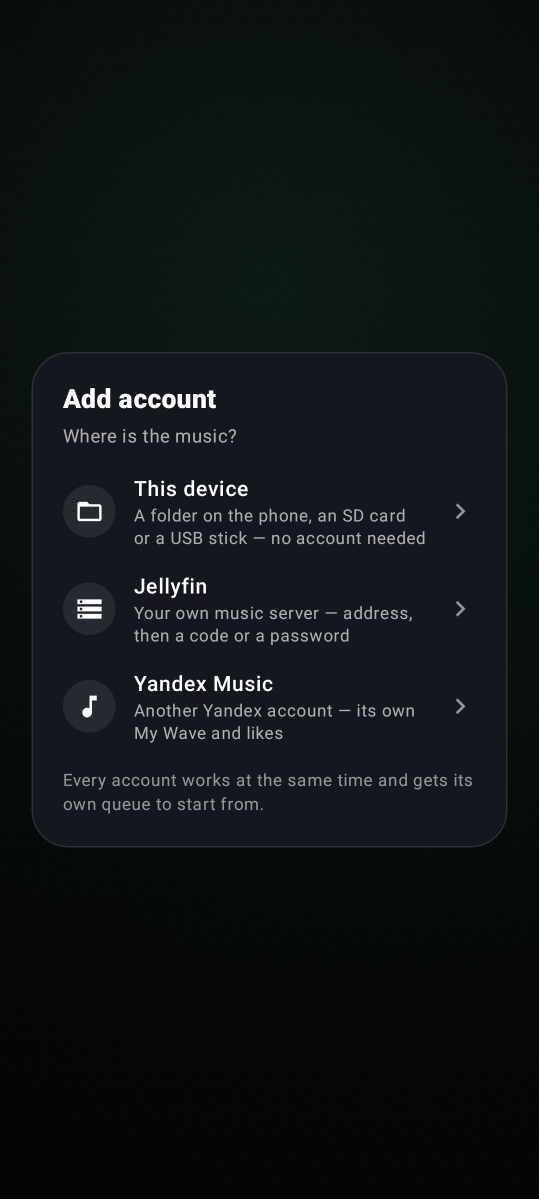 Add account
Where is the music?
This device
A folder on the phone, an SD card
or a USB stick — no account needed
Jellyfin
Your own music server — address,
then a code or a password
Yandex Music
Another Yandex account — its own
My Wave and likes
Every account works at the same time and gets its
own queue to start from.